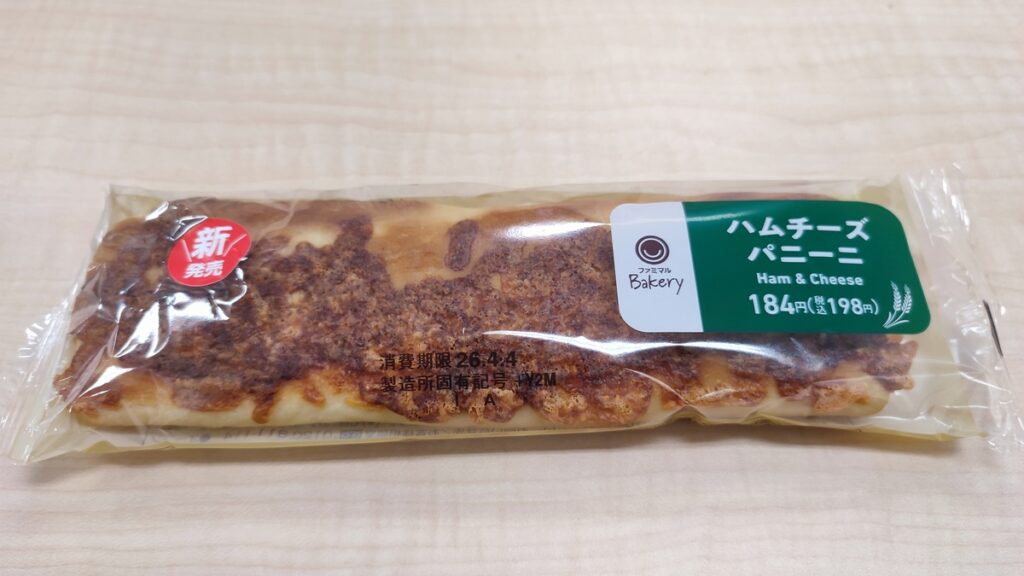 新
発売
ファミマル
Bakery
ハムチーズ
パニーニ
Ham & Cheese
184円(税込198円)
消費期限 26.4.4
製造所固有記号 +Y2M
A